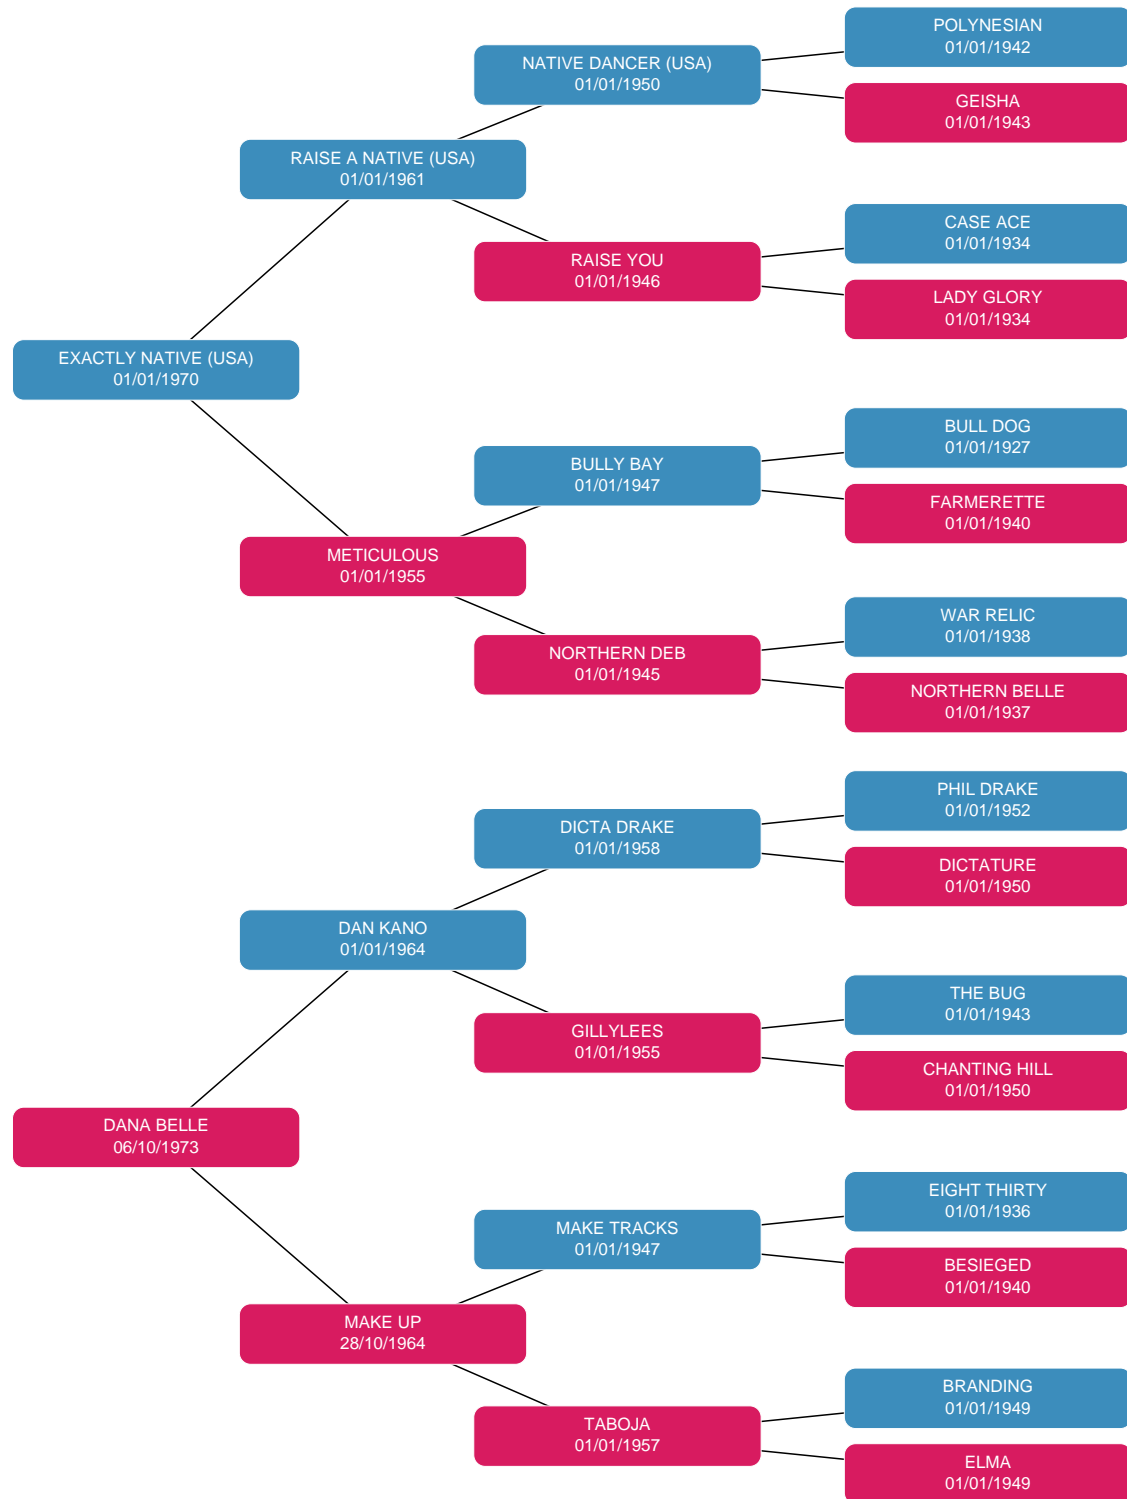 POLYNESIAN
01/01/1942
NATIVE DANCER (USA)
01/01/1950
GEISHA
01/01/1943
RAISE A NATIVE (USA)
01/01/1961
CASE ACE
01/01/1934
RAISE YOU
01/01/1946
LADY GLORY
01/01/1934
EXACTLY NATIVE (USA)
01/01/1970
BULL DOG
01/01/1927
BULLY BAY
01/01/1947
FARMERETTE
01/01/1940
METICULOUS
01/01/1955
WAR RELIC
01/01/1938
NORTHERN DEB
01/01/1945
NORTHERN BELLE
01/01/1937
PHIL DRAKE
01/01/1952
DICTA DRAKE
01/01/1958
DICTATURE
01/01/1950
DAN KANO
01/01/1964
THE BUG
01/01/1943
GILLYLEES
01/01/1955
CHANTING HILL
01/01/1950
DANA BELLE
06/10/1973
EIGHT THIRTY
01/01/1936
MAKE TRACKS
01/01/1947
BESIEGED
01/01/1940
MAKE UP
28/10/1964
BRANDING
01/01/1949
TABOJA
01/01/1957
ELMA
01/01/1949